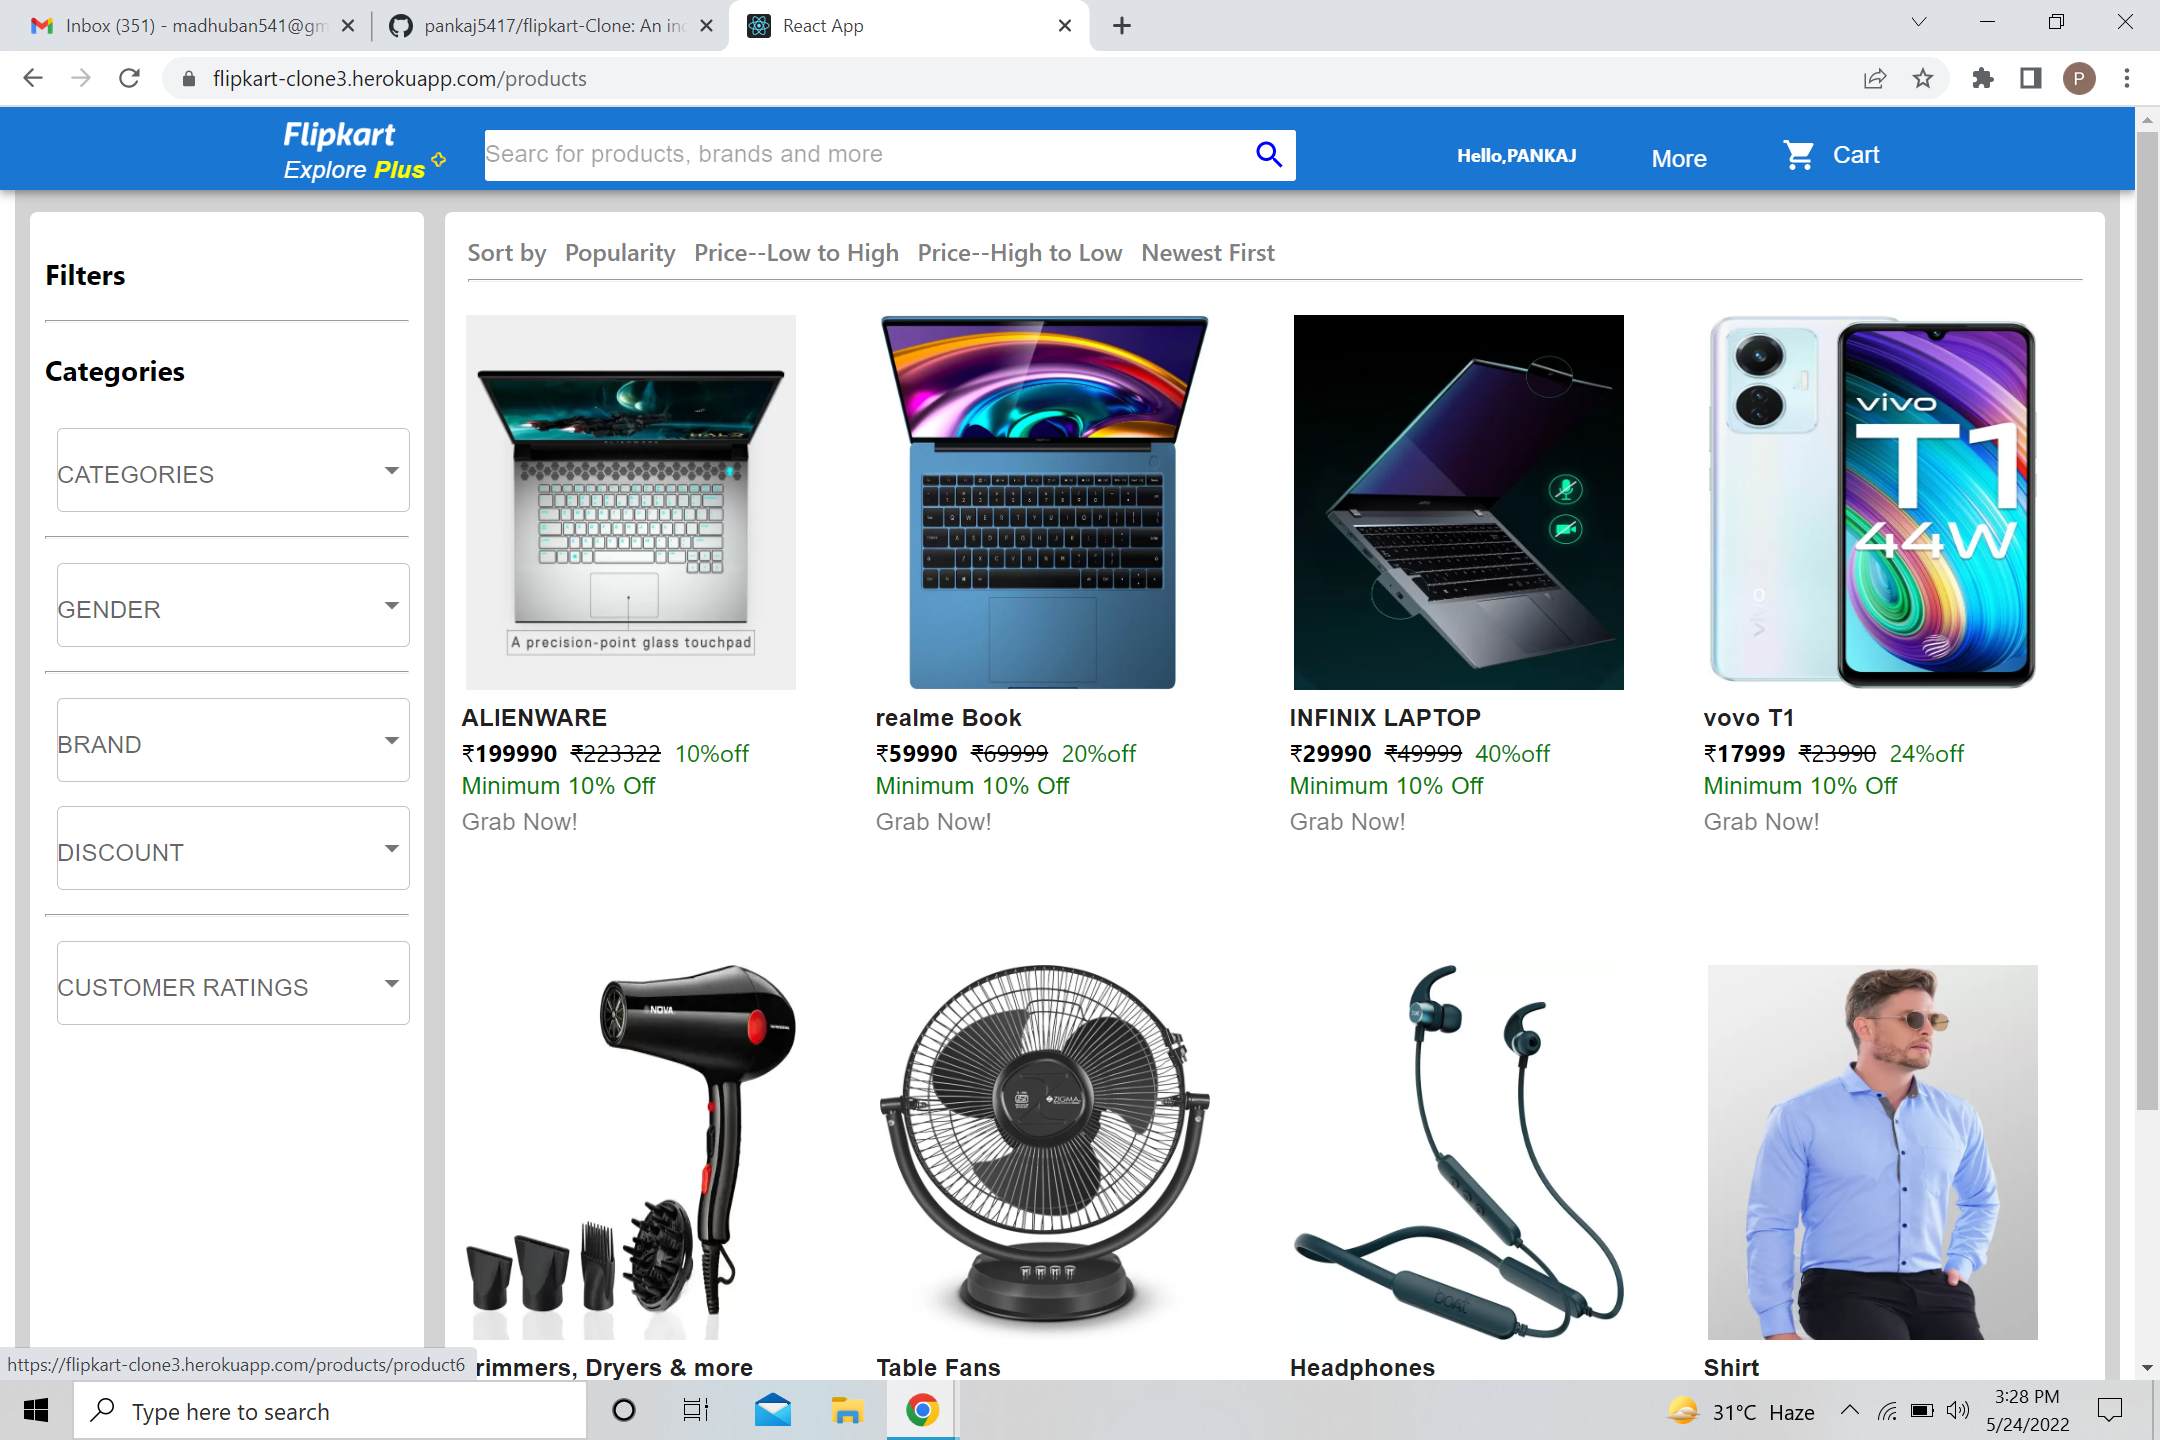 Inbox (351) - madhuban541@gm
pankaj5417/flipkart-Clone: An inc
React App
flipkart-clone3.herokuapp.com/products
P
Flipkart
Explore Plus
Searc for products, brands and more
Hello,PANKAJ
More
Cart
Filters
Categories
CATEGORIES
GENDER
BRAND
DISCOUNT
CUSTOMER RATINGS
Sort by Popularity Price--Low to High Price--High to Low Newest First
A precision-point glass touchpad
vivo
T1
44W
vivo
ALIENWARE
₹199990 ₹223322 10%off
Minimum 10% Off
Grab Now!
realme Book
₹59990 ₹69999 20%off
Minimum 10% Off
Grab Now!
INFINIX LAPTOP
₹29990 ₹49999 40%off
Minimum 10% Off
Grab Now!
vovo T1
₹17999 ₹23990 24%off
Minimum 10% Off
Grab Now!
NOVA
ZIGMA
boAt
rimmers, Dryers & more
Table Fans
Headphones
Shirt
https://flipkart-clone3.herokuapp.com/products/product6
Type here to search
31°C Haze
3:28 PM
5/24/2022